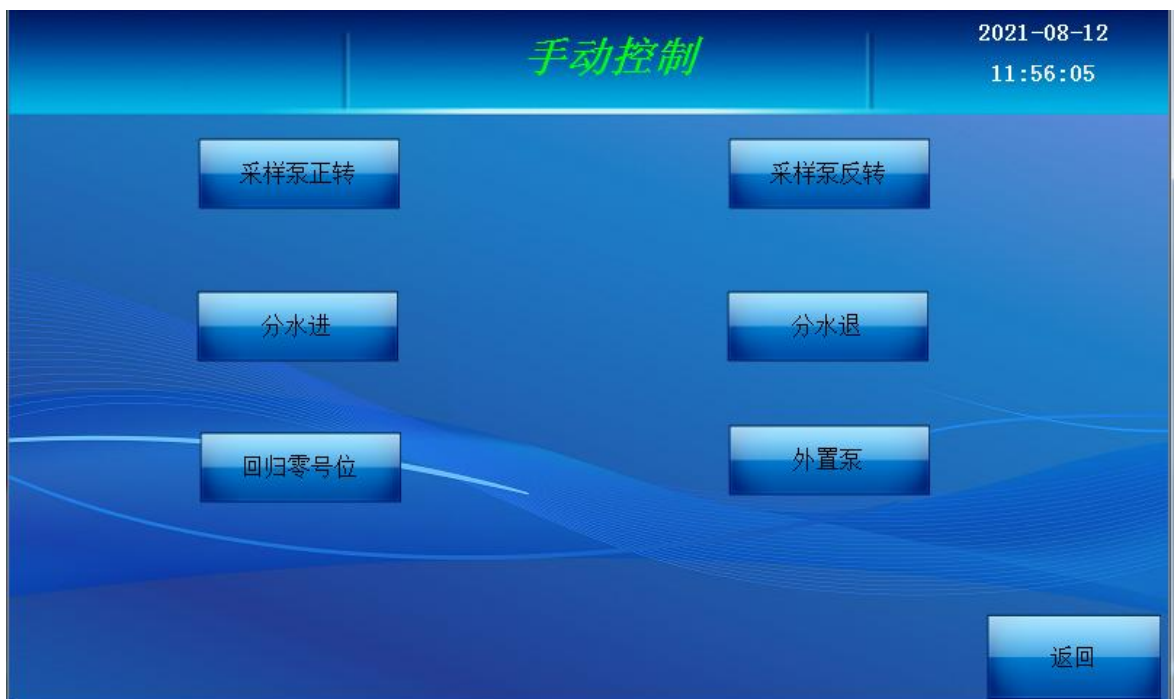 手动控制
2021-08-12
11:56:05
采样泵正转
采样泵反转
分水进
分水退
回归零号位
外置泵
返回